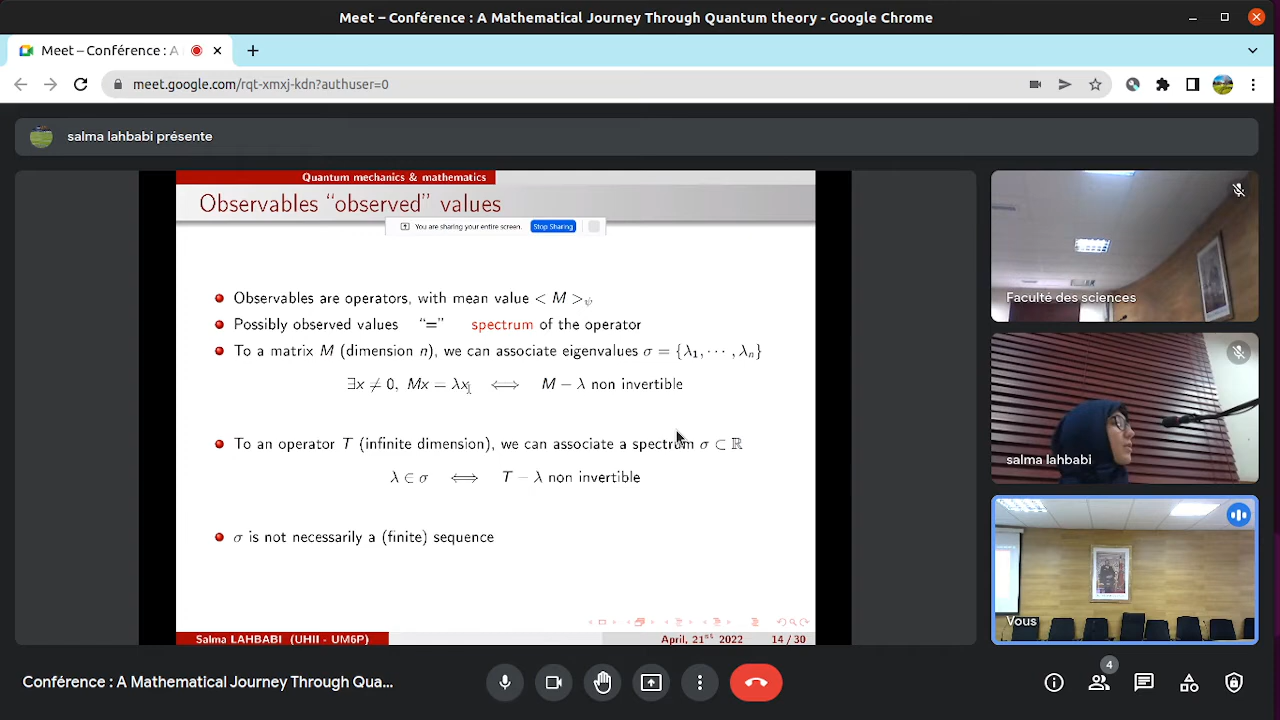 Meet – Conférence : A Mathematical Journey Through Quantum theory - Google Chrome
Meet – Conférence : A
meet.google.com/rqt-xmxj-kdn?authuser=0
salma lahbabi présente
Quantum mechanics & mathematics
Observables “observed” values
You are sharing your entire screen. Stop Sharing
Observables are operators, with mean value < M >ψ
Possibly observed values “=” spectrum of the operator
To a matrix M (dimension n), we can associate eigenvalues σ = {λ1, ⋯ , λn}
∃x ≠ 0, Mx = λx ⟺ M − λ non invertible
To an operator T (infinite dimension), we can associate a spectrum σ ⊂ ℝ
λ ∈ σ ⟺ T − λ non invertible
σ is not necessarily a (finite) sequence
Salma LAHBABI (UHII - UM6P) April, 21st 2022 14 / 30
Faculté des sciences
salma lahbabi
Vous
Conférence : A Mathematical Journey Through Qua...
4